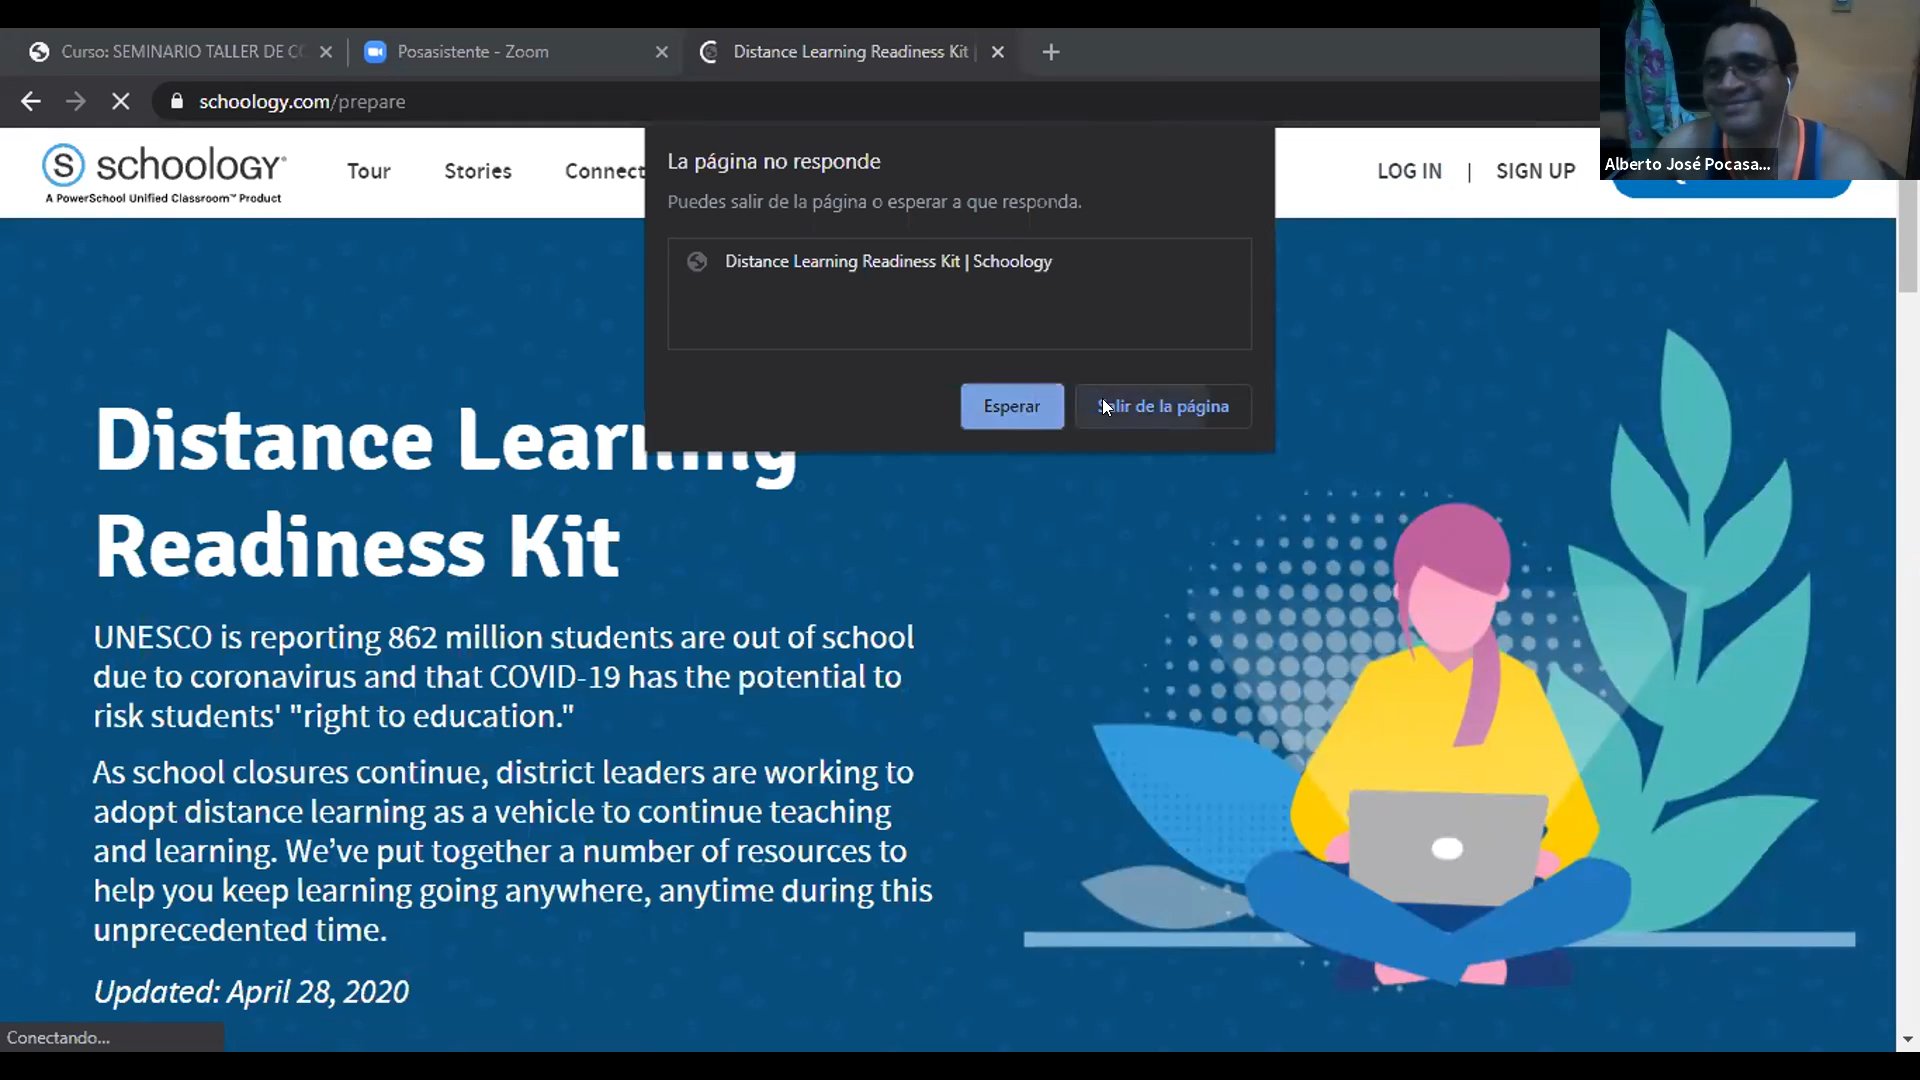 Curso: SEMINARIO TALLER DE CC
Posasistente - Zoom
Distance Learning Readiness Kit |
schoology.com/prepare
S schoology®
A PowerSchool Unified Classroom™ Product
Tour
Stories
Connect
LOG IN | SIGN UP
Alberto José Pocasa...
La página no responde
Puedes salir de la página o esperar a que responda.
Distance Learning Readiness Kit | Schoology
Esperar
Salir de la página
Distance Learning
Readiness Kit
UNESCO is reporting 862 million students are out of school
due to coronavirus and that COVID-19 has the potential to
risk students' "right to education."
As school closures continue, district leaders are working to
adopt distance learning as a vehicle to continue teaching
and learning. We’ve put together a number of resources to
help you keep learning going anywhere, anytime during this
unprecedented time.
Updated: April 28, 2020
Conectando...